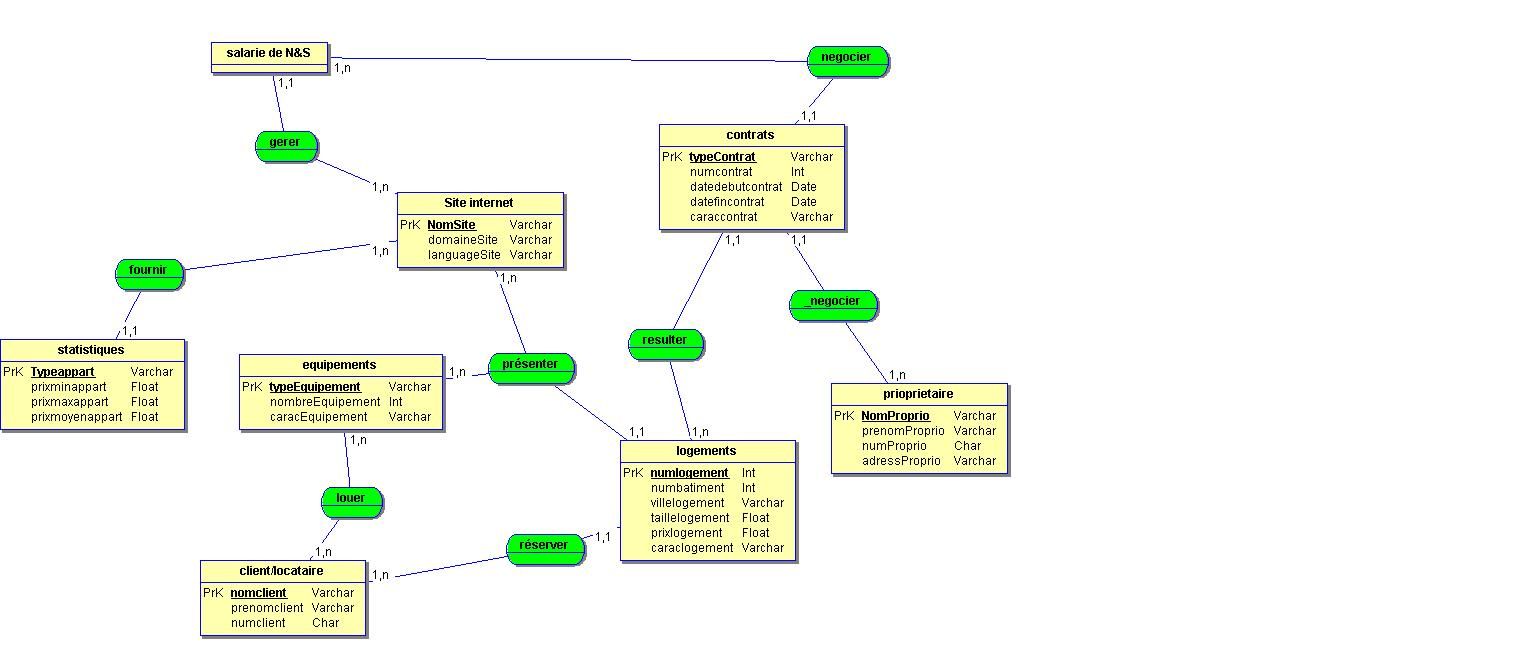 salarie de N&S
1,n
negocier
1,1
1,1
gerer
contrats
PrK typeContrat Varchar
numcontrat Int
datedebutcontrat Date
datefincontrat Date
caraccontrat Varchar
1,n
Site internet
PrK NomSite Varchar
domaineSite Varchar
languageSite Varchar
1,n
1,1
1,1
fournir
1,n
_negocier
1,1
resulter
statistiques
PrK Typeappart Varchar
prixminappart Float
prixmaxappart Float
prixmoyenappart Float
equipements
PrK typeEquipement Varchar
nombreEquipement Int
caracEquipement Varchar
1,n
présenter
1,n
prioprietaire
PrK NomProprio Varchar
prenomProprio Varchar
numProprio Char
adressProprio Varchar
1,n
1,1
1,n
logements
PrK numlogement Int
numbatiment Int
villelogement Varchar
taillelogement Float
prixlogement Float
caraclogement Varchar
louer
1,n
réserver
1,1
client/locataire
1,n
PrK nomclient Varchar
prenomclient Varchar
numclient Char